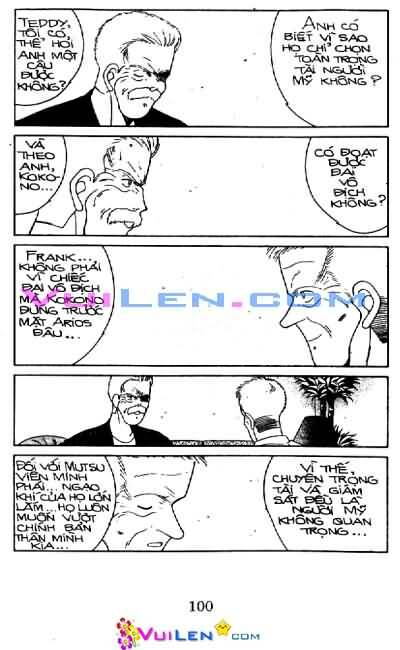 TEDDY,
TÔI CÓ
THỂ HỎI
ANH MỘT
CÂU
ĐƯỢC
KHÔNG?
ANH CÓ
BIẾT VÌ SAO
HỌ CHỈ CHỌN
TOÀN TRỌNG
TÀI NGƯỜI
MỸ KHÔNG?
VÀ
THEO
ANH,
KOKO-
NO...
CÓ ĐOẠT
ĐƯỢC
ĐAI
VÔ
ĐỊCH
KHÔNG?
FRANK...
KHÔNG PHẢI
VÌ CHIẾC
ĐAI VÔ ĐỊCH
MÀ KOKONO
ĐỨNG TRƯỚC
MẶT ARIOS
ĐÂU...
VUILEN.COM
ĐỐI VỚI MUTSU
VIÊN MINH
PHÁI... NGẠO
KHÍ CỦA HỌ LỚN
LẮM... HỌ LUÔN
MUỐN VƯỢT
CHÍNH BẢN
THÂN MÌNH
KIA...
VÌ THẾ,
CHUYỆN TRỌNG
TÀI VÀ GIÁM
SÁT ĐỀU LÀ
NGƯỜI MỸ
KHÔNG QUAN
TRỌNG...
100
VUILEN.COM